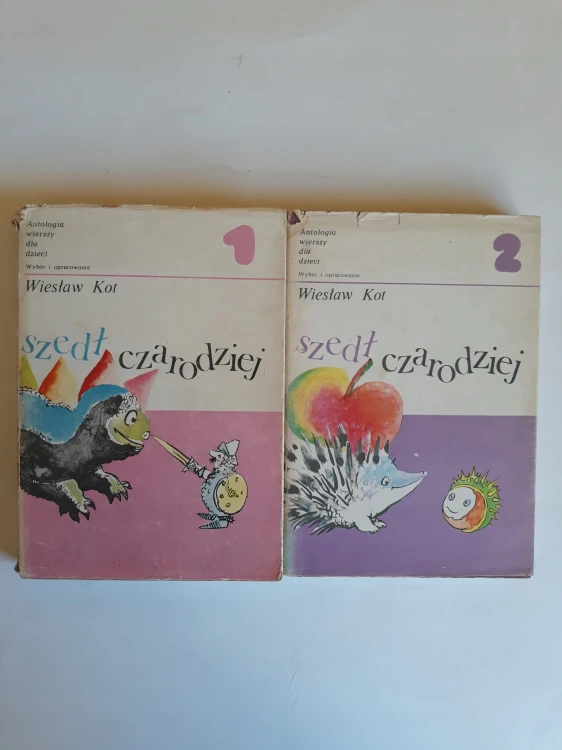 Antologia
wierszy
dla
dzieci
Wybór i opracowanie
1
Wiesław Kot
szedł czarodziej
Antologia
wierszy
dla
dzieci
Wybór i opracowanie
2
Wiesław Kot
szedł czarodziej